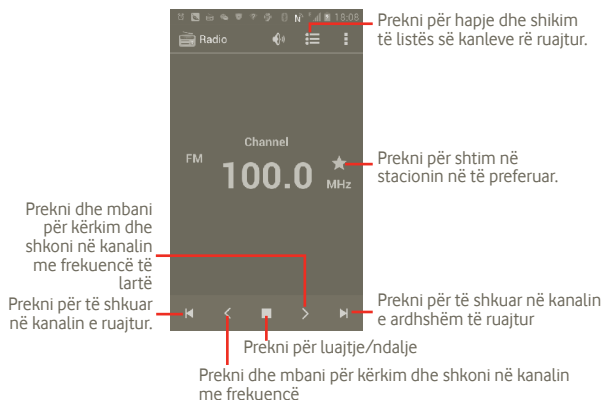 18:08
Radio
Prekni për hapje dhe shikim
të listës së kanleve rë ruajtur.
Channel
FM
100.0
MHz
Prekni për shtim në
stacionin në të preferuar.
Prekni dhe mbani
për kërkim dhe
shkoni në kanalin
me frekuencë të
lartë
Prekni për të shkuar
në kanalin e ruajtur.
Prekni për të shkuar në kanalin
e ardhshëm të ruajtur
Prekni për luajtje/ndalje
Prekni dhe mbani për kërkim dhe shkoni në kanalin
me frekuencë